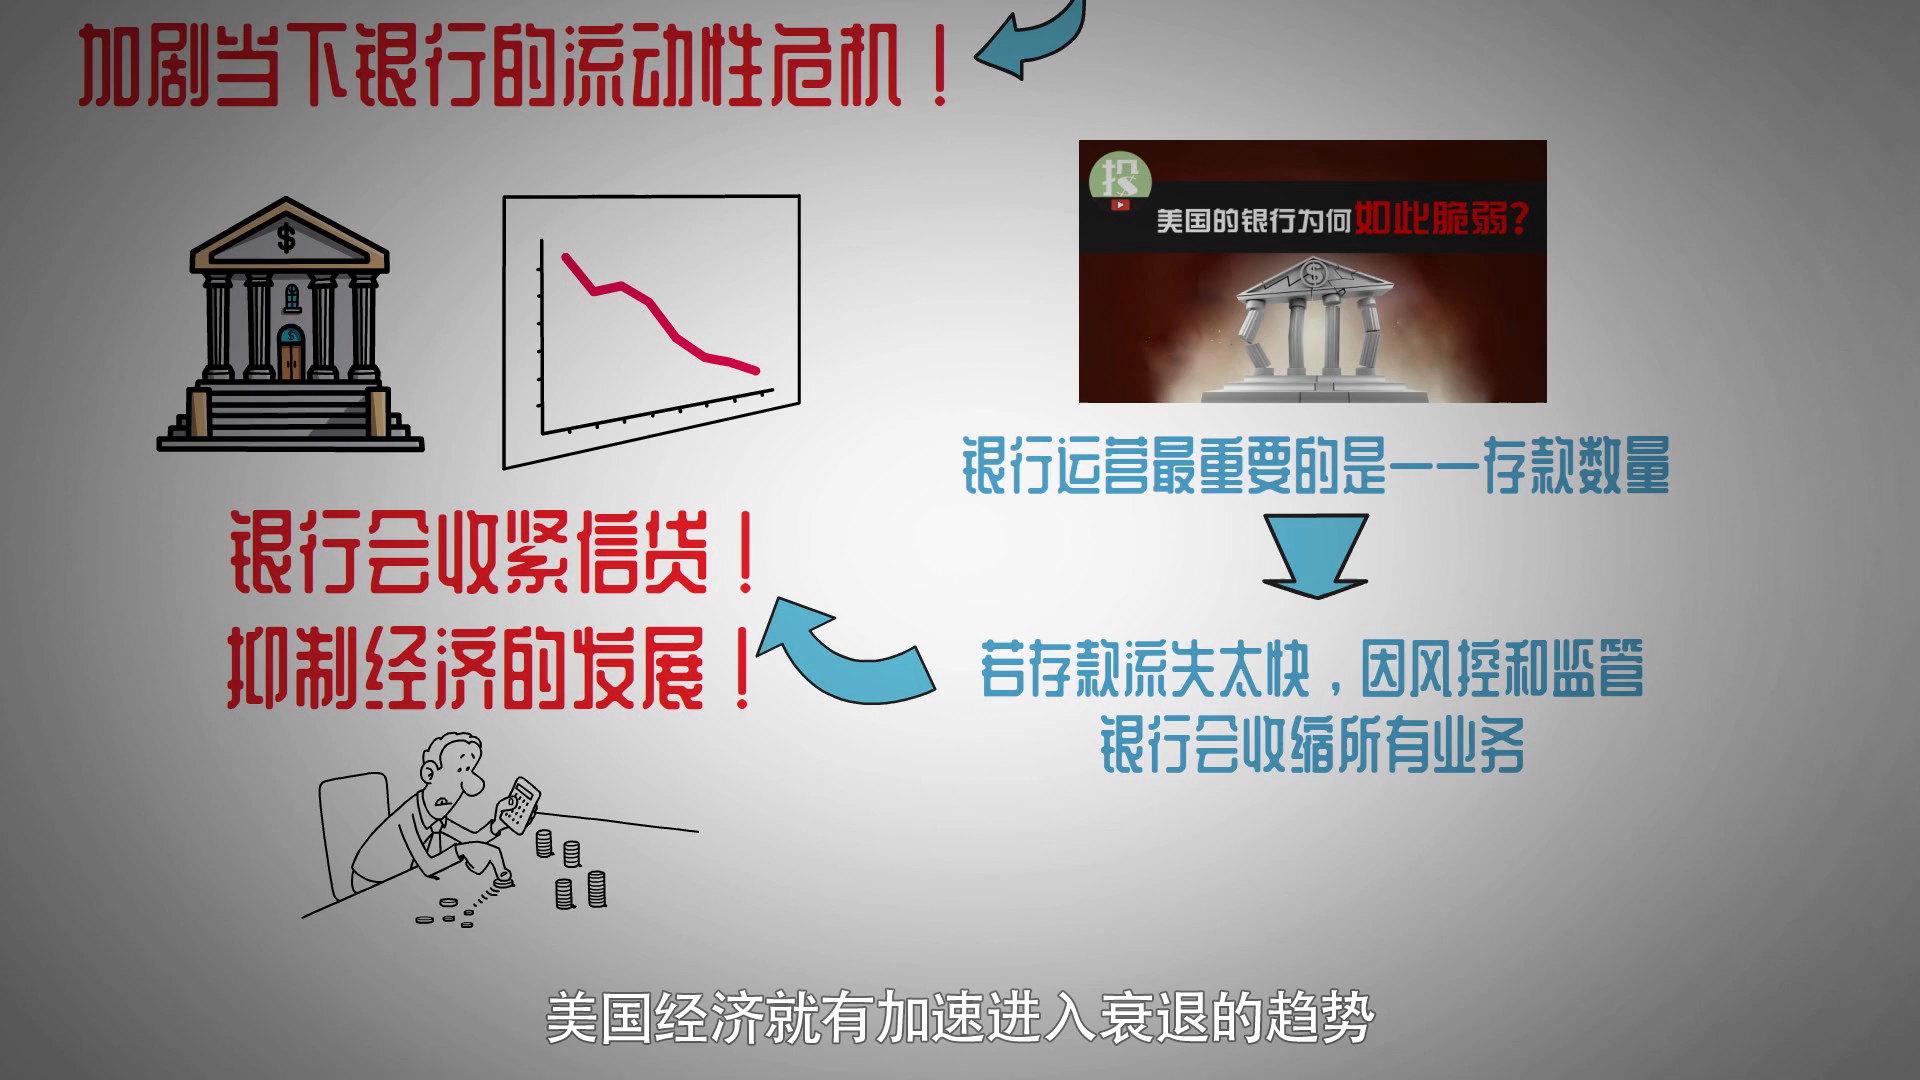 加剧当下银行的流动性危机！
投
美国的银行为何如此脆弱？
银行运营最重要的是——存款数量
银行会收紧信贷！
抑制经济的发展！
若存款流失太快，因风控和监管
银行会收缩所有业务
美国经济就有加速进入衰退的趋势